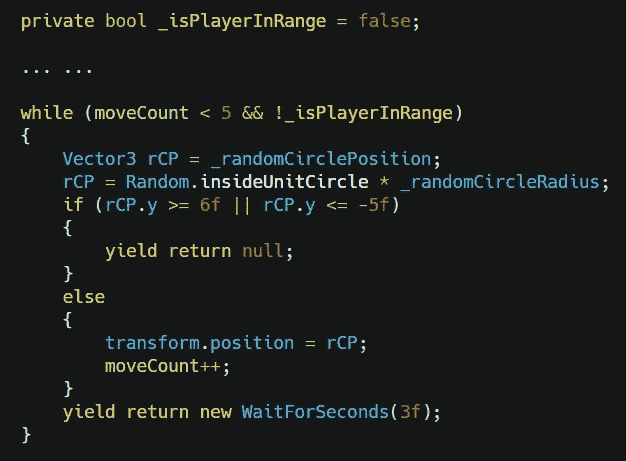 private bool _isPlayerInRange = false;
... ...
while (moveCount < 5 && !_isPlayerInRange)
{
    Vector3 rCP = _randomCirclePosition;
    rCP = Random.insideUnitCircle * _randomCircleRadius;
    if (rCP.y >= 6f || rCP.y <= -5f)
    {
        yield return null;
    }
    else
    {
        transform.position = rCP;
        moveCount++;
    }
    yield return new WaitForSeconds(3f);
}